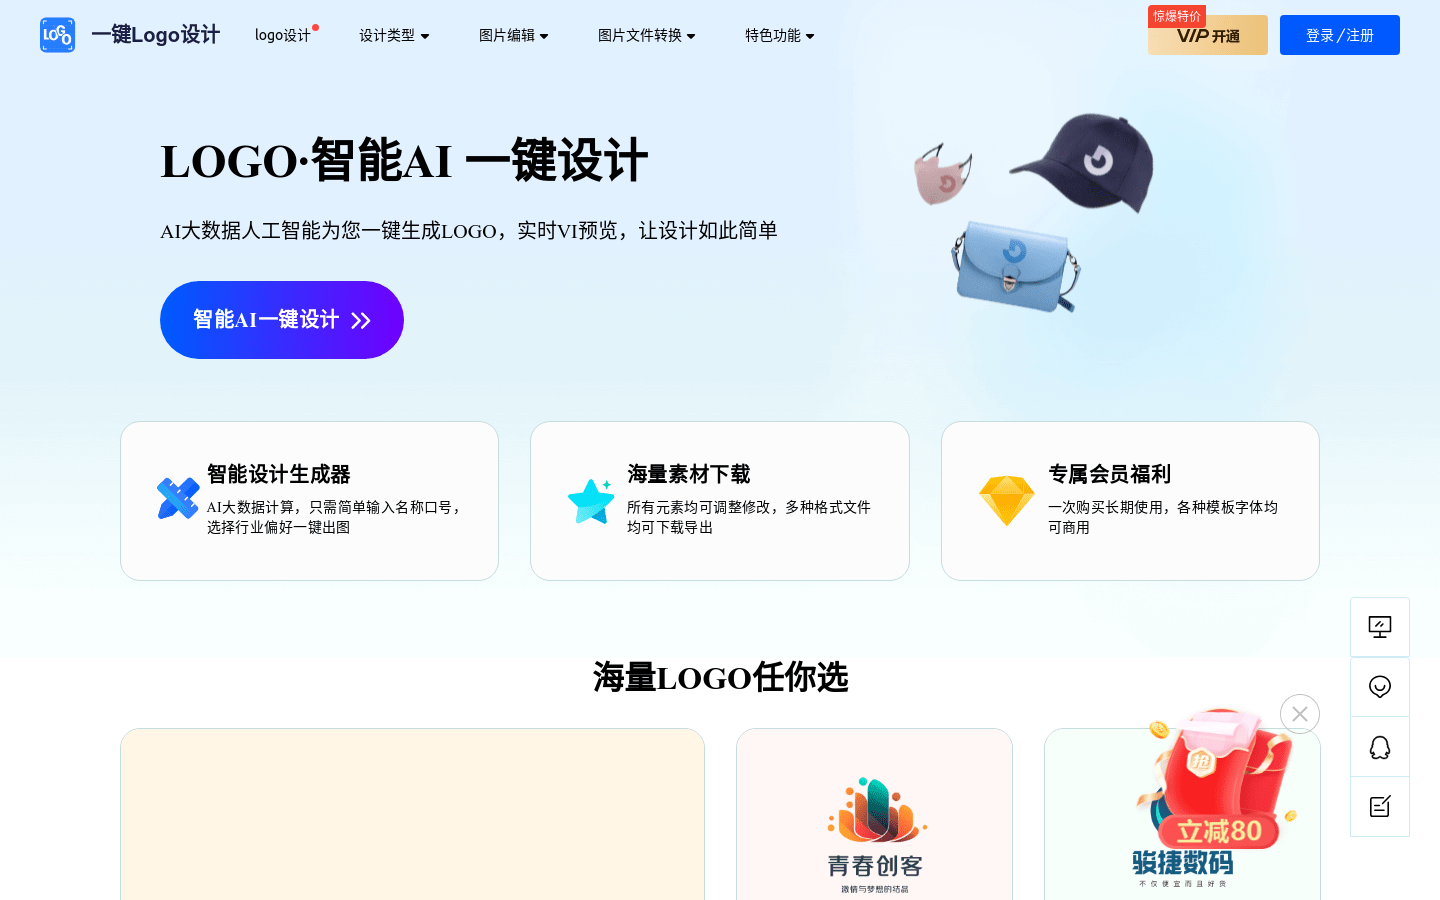 LOGO
一键Logo设计
logo设计
设计类型
图片编辑
图片文件转换
特色功能
惊爆特价
VIP 开通
登录 / 注册
LOGO·智能AI 一键设计
AI大数据人工智能为您一键生成LOGO，实时VI预览，让设计如此简单
智能AI一键设计
智能设计生成器
AI大数据计算，只需简单输入名称口号，
选择行业偏好一键出图
海量素材下载
所有元素均可调整修改，多种格式文件
均可下载导出
专属会员福利
一次购买长期使用，各种模板字体均
可商用
海量LOGO任你选
青春创客
激情与梦想的结晶
抢
立减80
骏捷数码
不仅便宜而且好货